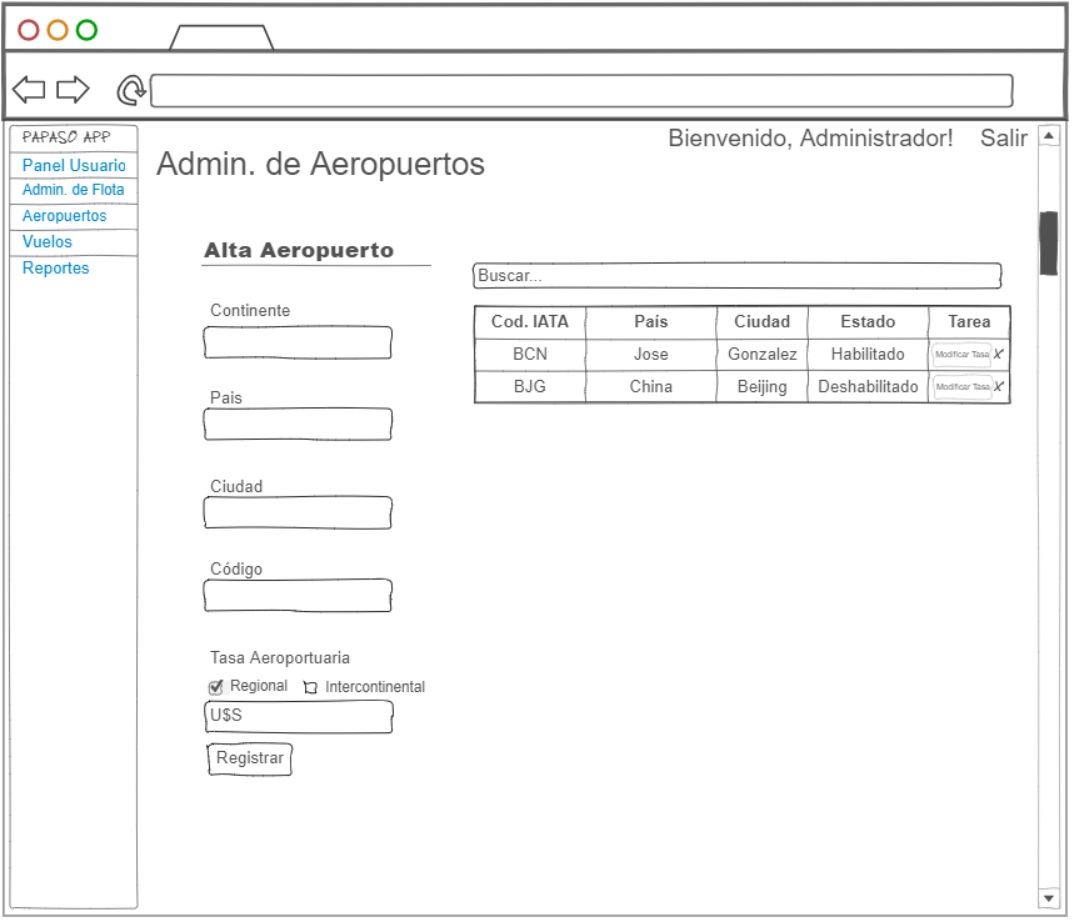 PAPASO APP
Panel Usuario
Admin. de Flota
Aeropuertos
Vuelos
Reportes
Bienvenido, Administrador! Salir
Admin. de Aeropuertos
Alta Aeropuerto
Continente
Pais
Ciudad
Código
Tasa Aeroportuaria
Regional Intercontinental
U$S
Registrar
Buscar...
Cod. IATA País Ciudad Estado Tarea
BCN Jose Gonzalez Habilitado Modificar Tasa X
BJG China Beijing Deshabilitado Modificar Tasa X